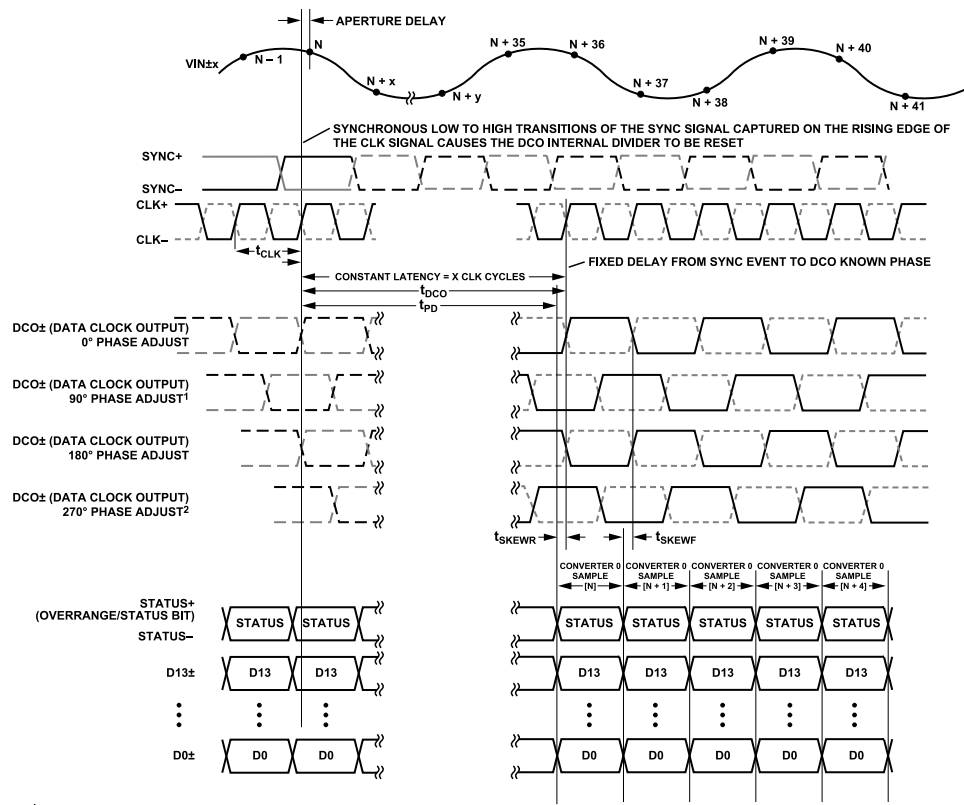 APERTURE DELAY
VIN±x
N – 1
N
N + x
N + y
N + 35
N + 36
N + 37
N + 38
N + 39
N + 40
N + 41
SYNCHRONOUS LOW TO HIGH TRANSITIONS OF THE SYNC SIGNAL CAPTURED ON THE RISING EDGE OF
THE CLK SIGNAL CAUSES THE DCO INTERNAL DIVIDER TO BE RESET
SYNC+
SYNC–
CLK+
CLK–
tCLK
FIXED DELAY FROM SYNC EVENT TO DCO KNOWN PHASE
CONSTANT LATENCY = X CLK CYCLES
tDCO
tPD
DCO± (DATA CLOCK OUTPUT)
0° PHASE ADJUST
DCO± (DATA CLOCK OUTPUT)
90° PHASE ADJUST1
DCO± (DATA CLOCK OUTPUT)
180° PHASE ADJUST
DCO± (DATA CLOCK OUTPUT)
270° PHASE ADJUST2
tSKEWR
tSKEWF
CONVERTER 0
SAMPLE
[N]
CONVERTER 0
SAMPLE
[N + 1]
CONVERTER 0
SAMPLE
[N + 2]
CONVERTER 0
SAMPLE
[N + 3]
CONVERTER 0
SAMPLE
[N + 4]
STATUS+
(OVERRANGE/STATUS BIT)
STATUS–
STATUS STATUS STATUS STATUS STATUS STATUS STATUS
D13±
D13 D13 D13 D13 D13 D13 D13
D0±
D0 D0 D0 D0 D0 D0 D0